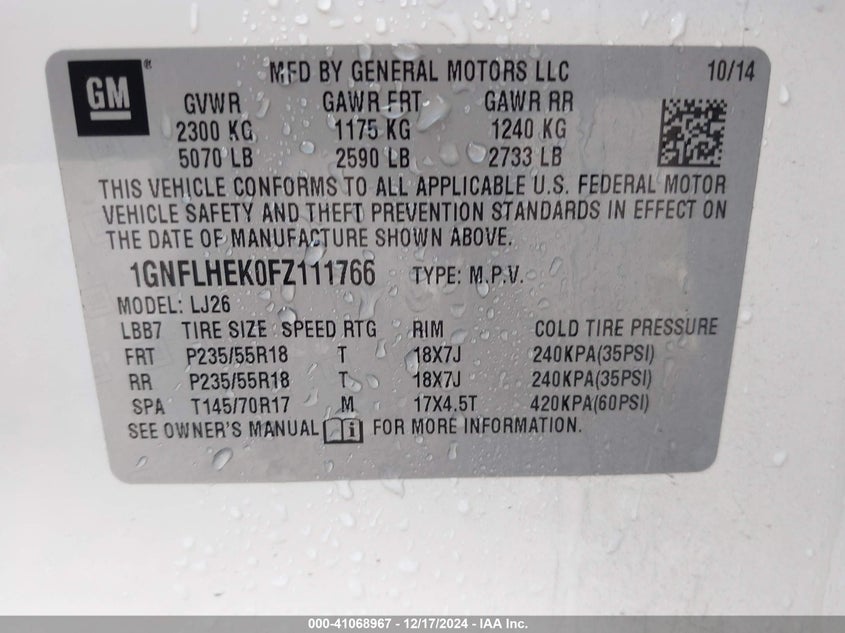 GM ® MFD BY GENERAL MOTORS LLC 10/14
GVWR GAWR FRT GAWR RR
2300 KG 1175 KG 1240 KG
5070 LB 2590 LB 2733 LB
THIS VEHICLE CONFORMS TO ALL APPLICABLE U.S. FEDERAL MOTOR
VEHICLE SAFETY AND THEFT PREVENTION STANDARDS IN EFFECT ON
THE DATE OF MANUFACTURE SHOWN ABOVE.
1GNFLHEK0FZ111766 TYPE: M.P.V.
MODEL: LJ26
LBB7 TIRE SIZE SPEED RTG RIM COLD TIRE PRESSURE
FRT P235/55R18 T 18X7J 240KPA(35PSI)
RR P235/55R18 T 18X7J 240KPA(35PSI)
SPA T145/70R17 M 17X4.5T 420KPA(60PSI)
SEE OWNER'S MANUAL i FOR MORE INFORMATION.
000-41068967 - 12/17/2024 - IAA Inc.